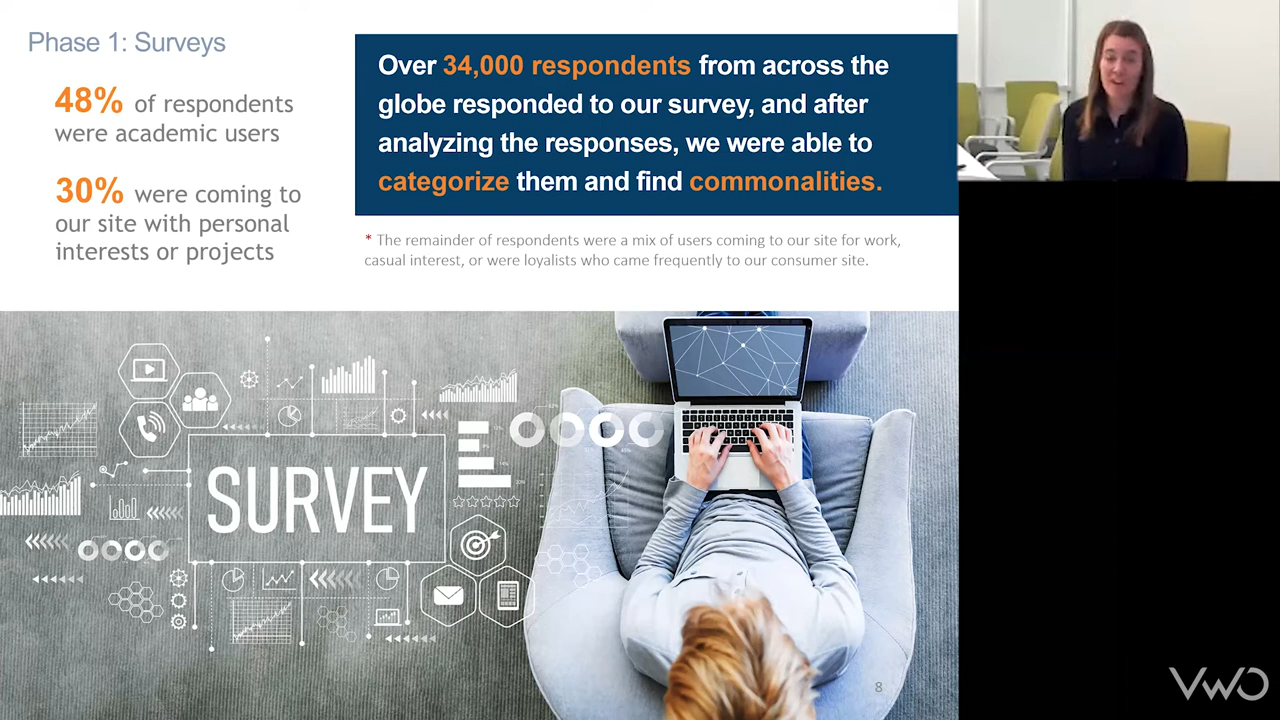 Phase 1: Surveys
48% of respondents
were academic users
30% were coming to
our site with personal
interests or projects
Over 34,000 respondents from across the
globe responded to our survey, and after
analyzing the responses, we were able to
categorize them and find commonalities.
* The remainder of respondents were a mix of users coming to our site for work,
casual interest, or were loyalists who came frequently to our consumer site.
SURVEY
8
VWO